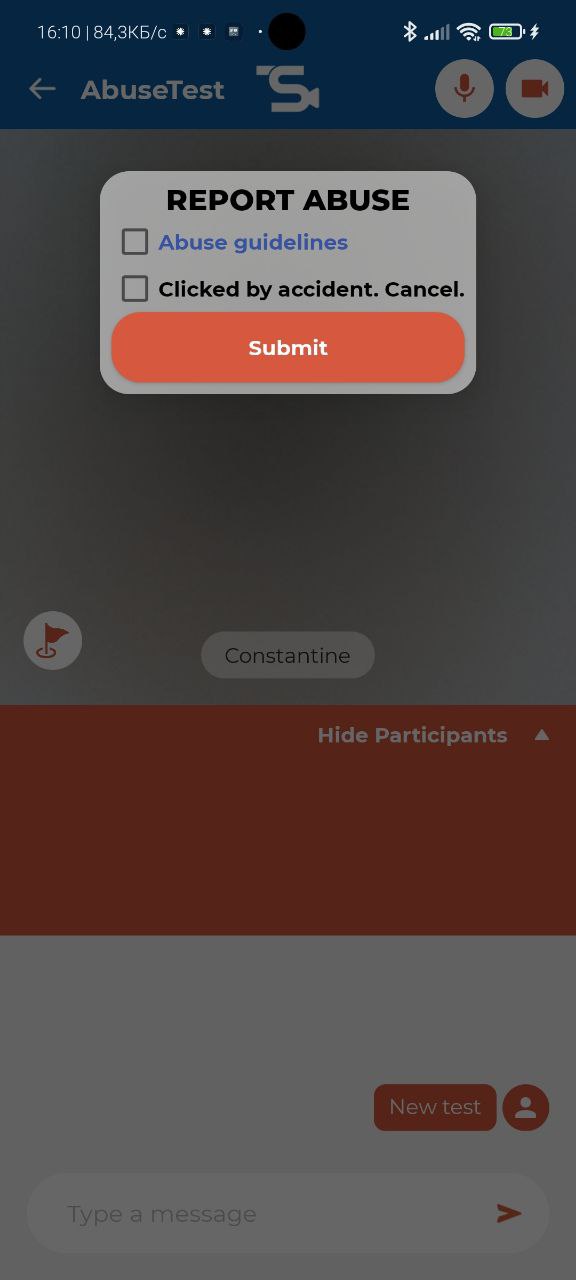 16:10 | 84,3КБ/с
73
AbuseTest
TS
REPORT ABUSE
Abuse guidelines
Clicked by accident. Cancel.
Submit
Constantine
Hide Participants
New test
Type a message